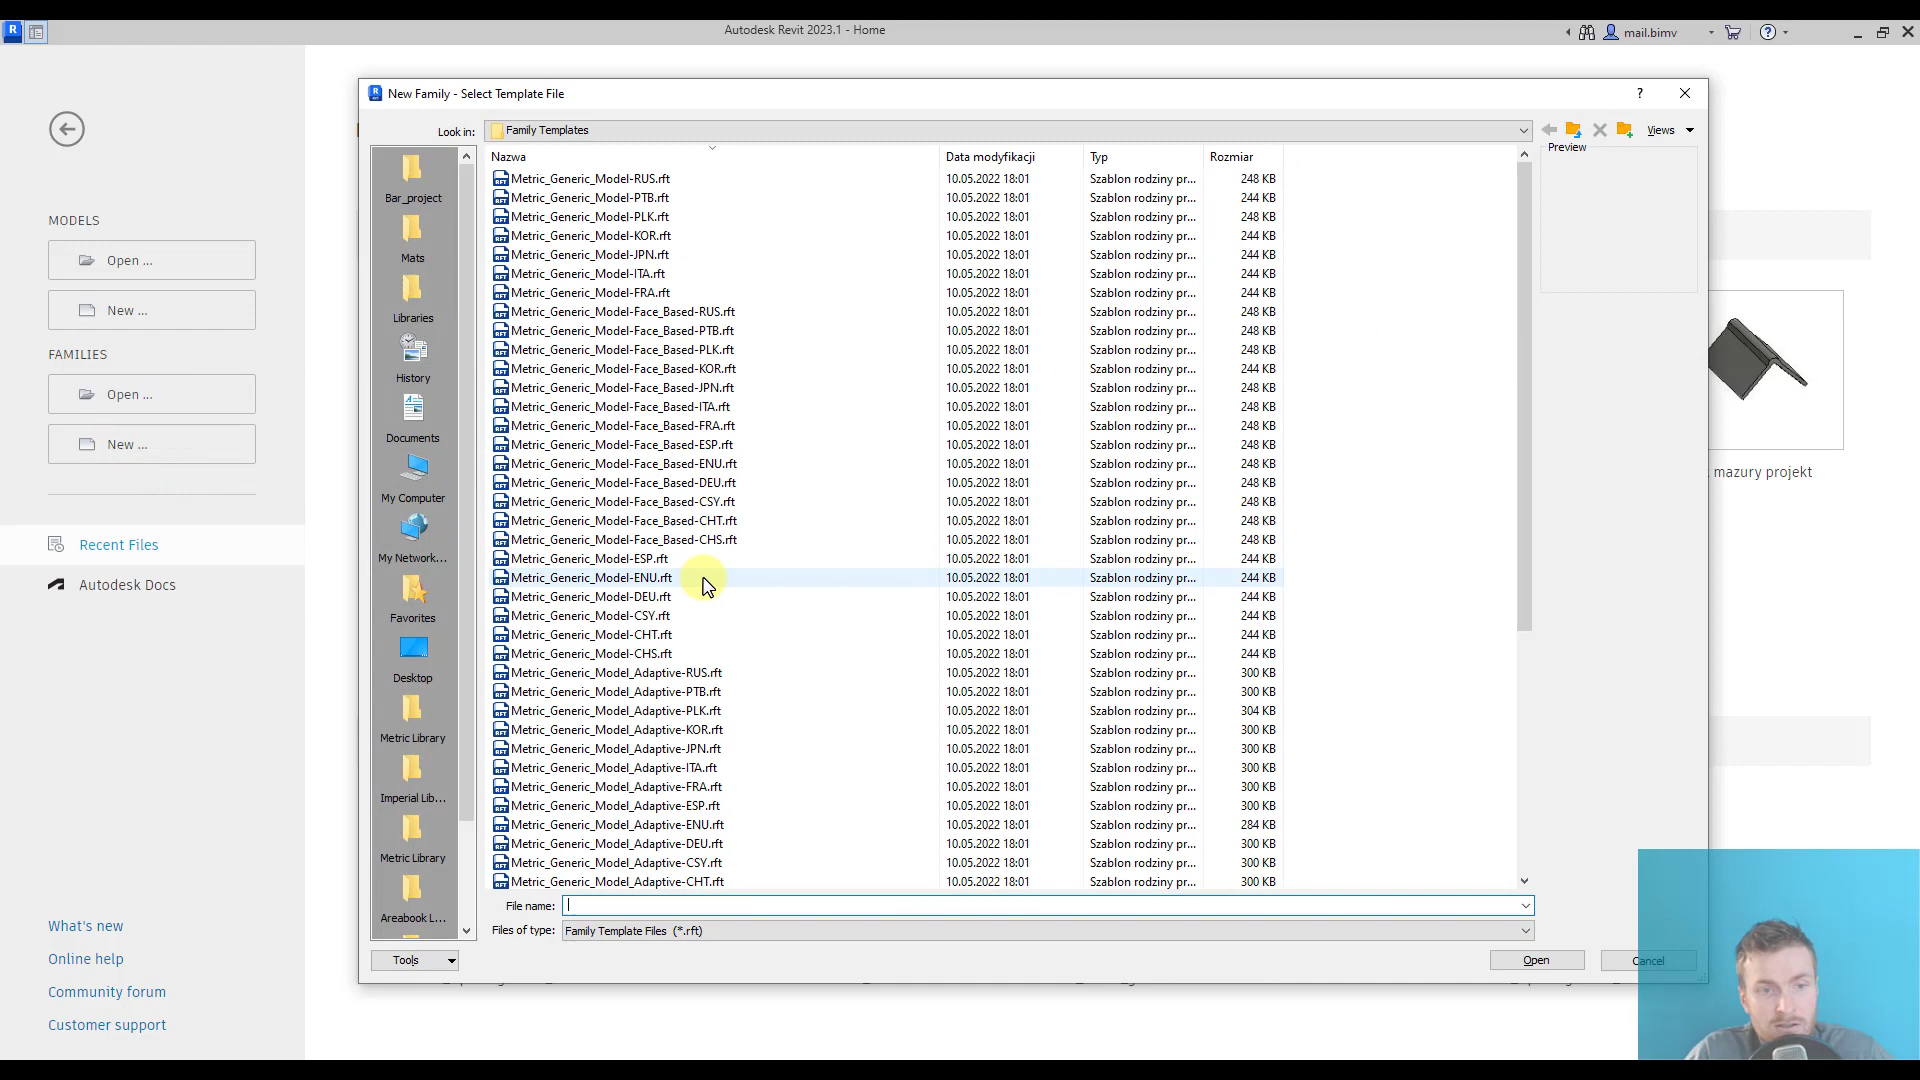 Autodesk Revit 2023.1 - Home
mail.bimv
MODELS
Open ...
New ...
FAMILIES
Open ...
New ...
Recent Files
Autodesk Docs
What's new
Online help
Community forum
Customer support
New Family - Select Template File
Look in:
Family Templates
Views
Bar_project
Mats
Libraries
History
Documents
My Computer
My Network...
Favorites
Desktop
Metric Library
Imperial Lib...
Metric Library
Areabook L...
Nazwa Data modyfikacji Typ Rozmiar
Metric_Generic_Model-RUS.rft 10.05.2022 18:01 Szablon rodziny pr... 248 KB
Metric_Generic_Model-PTB.rft 10.05.2022 18:01 Szablon rodziny pr... 244 KB
Metric_Generic_Model-PLK.rft 10.05.2022 18:01 Szablon rodziny pr... 248 KB
Metric_Generic_Model-KOR.rft 10.05.2022 18:01 Szablon rodziny pr... 244 KB
Metric_Generic_Model-JPN.rft 10.05.2022 18:01 Szablon rodziny pr... 244 KB
Metric_Generic_Model-ITA.rft 10.05.2022 18:01 Szablon rodziny pr... 244 KB
Metric_Generic_Model-FRA.rft 10.05.2022 18:01 Szablon rodziny pr... 244 KB
Metric_Generic_Model-Face_Based-RUS.rft 10.05.2022 18:01 Szablon rodziny pr... 248 KB
Metric_Generic_Model-Face_Based-PTB.rft 10.05.2022 18:01 Szablon rodziny pr... 248 KB
Metric_Generic_Model-Face_Based-PLK.rft 10.05.2022 18:01 Szablon rodziny pr... 248 KB
Metric_Generic_Model-Face_Based-KOR.rft 10.05.2022 18:01 Szablon rodziny pr... 244 KB
Metric_Generic_Model-Face_Based-JPN.rft 10.05.2022 18:01 Szablon rodziny pr... 248 KB
Metric_Generic_Model-Face_Based-ITA.rft 10.05.2022 18:01 Szablon rodziny pr... 248 KB
Metric_Generic_Model-Face_Based-FRA.rft 10.05.2022 18:01 Szablon rodziny pr... 248 KB
Metric_Generic_Model-Face_Based-ESP.rft 10.05.2022 18:01 Szablon rodziny pr... 248 KB
Metric_Generic_Model-Face_Based-ENU.rft 10.05.2022 18:01 Szablon rodziny pr... 248 KB
Metric_Generic_Model-Face_Based-DEU.rft 10.05.2022 18:01 Szablon rodziny pr... 248 KB
Metric_Generic_Model-Face_Based-CSY.rft 10.05.2022 18:01 Szablon rodziny pr... 248 KB
Metric_Generic_Model-Face_Based-CHT.rft 10.05.2022 18:01 Szablon rodziny pr... 248 KB
Metric_Generic_Model-Face_Based-CHS.rft 10.05.2022 18:01 Szablon rodziny pr... 248 KB
Metric_Generic_Model-ESP.rft 10.05.2022 18:01 Szablon rodziny pr... 244 KB
Metric_Generic_Model-ENU.rft 10.05.2022 18:01 Szablon rodziny pr... 244 KB
Metric_Generic_Model-DEU.rft 10.05.2022 18:01 Szablon rodziny pr... 244 KB
Metric_Generic_Model-CSY.rft 10.05.2022 18:01 Szablon rodziny pr... 244 KB
Metric_Generic_Model-CHT.rft 10.05.2022 18:01 Szablon rodziny pr... 244 KB
Metric_Generic_Model-CHS.rft 10.05.2022 18:01 Szablon rodziny pr... 244 KB
Metric_Generic_Model_Adaptive-RUS.rft 10.05.2022 18:01 Szablon rodziny pr... 300 KB
Metric_Generic_Model_Adaptive-PTB.rft 10.05.2022 18:01 Szablon rodziny pr... 300 KB
Metric_Generic_Model_Adaptive-PLK.rft 10.05.2022 18:01 Szablon rodziny pr... 304 KB
Metric_Generic_Model_Adaptive-KOR.rft 10.05.2022 18:01 Szablon rodziny pr... 300 KB
Metric_Generic_Model_Adaptive-JPN.rft 10.05.2022 18:01 Szablon rodziny pr... 300 KB
Metric_Generic_Model_Adaptive-ITA.rft 10.05.2022 18:01 Szablon rodziny pr... 300 KB
Metric_Generic_Model_Adaptive-FRA.rft 10.05.2022 18:01 Szablon rodziny pr... 300 KB
Metric_Generic_Model_Adaptive-ESP.rft 10.05.2022 18:01 Szablon rodziny pr... 300 KB
Metric_Generic_Model_Adaptive-ENU.rft 10.05.2022 18:01 Szablon rodziny pr... 284 KB
Metric_Generic_Model_Adaptive-DEU.rft 10.05.2022 18:01 Szablon rodziny pr... 300 KB
Metric_Generic_Model_Adaptive-CSY.rft 10.05.2022 18:01 Szablon rodziny pr... 300 KB
Metric_Generic_Model_Adaptive-CHT.rft 10.05.2022 18:01 Szablon rodziny pr... 300 KB
Preview
mazury projekt
File name:
Files of type: Family Template Files (*.rft)
Tools
Open
Cancel